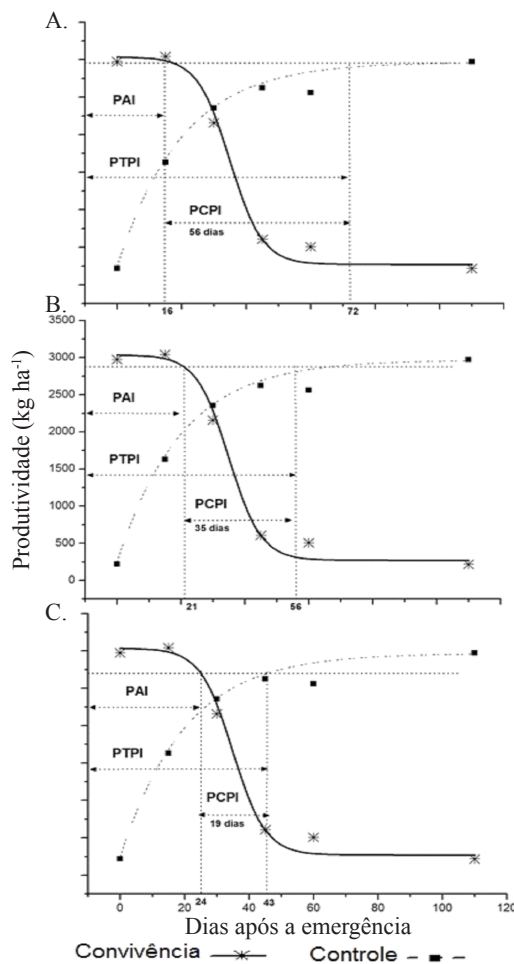 A.
PAI
PTPI
PCPI
56 dias
16
72
B.
3500
3000
2500
2000
1500
1000
500
0
PAI
PTPI
PCPI
35 dias
21
56
Produtividade (kg ha⁻¹)
C.
PAI
PTPI
PCPI
19 dias
24
43
0 20 40 60 80 100 120
Dias após a emergência
Convivência Controle